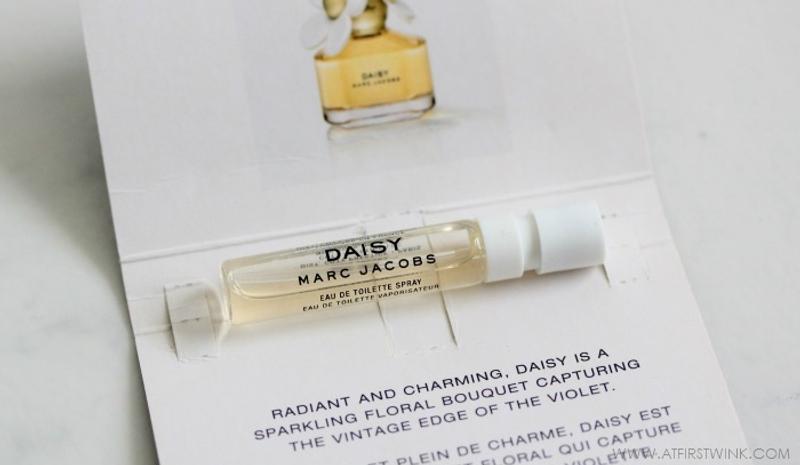 DAISY
MARC JACOBS
DAISY
MARC JACOBS
EAU DE TOILETTE SPRAY
EAU DE TOILETTE VAPORISATEUR
RADIANT AND CHARMING, DAISY IS A
SPARKLING FLORAL BOUQUET CAPTURING
THE VINTAGE EDGE OF THE VIOLET.
ET PLEIN DE CHARME, DAISY EST
FLORAL QUI CAPTURE
WWW.ATFIRSTWINK.COM